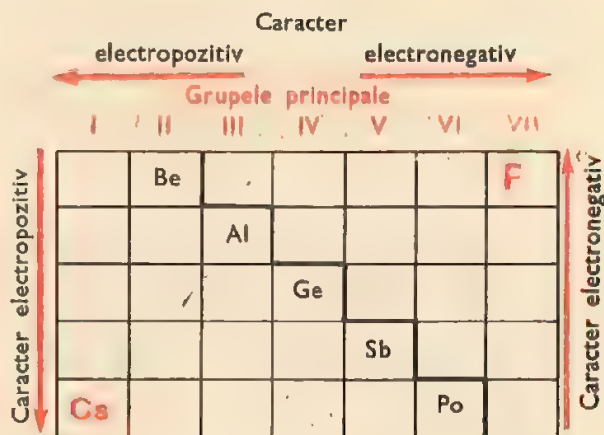 Caracter
electropozitiv electronegativ
Grupele principale
I II III IV V VI VII
Caracter electropozitiv
Be F
Al
Ge
Sb
Cs Po
Caracter electronegativ